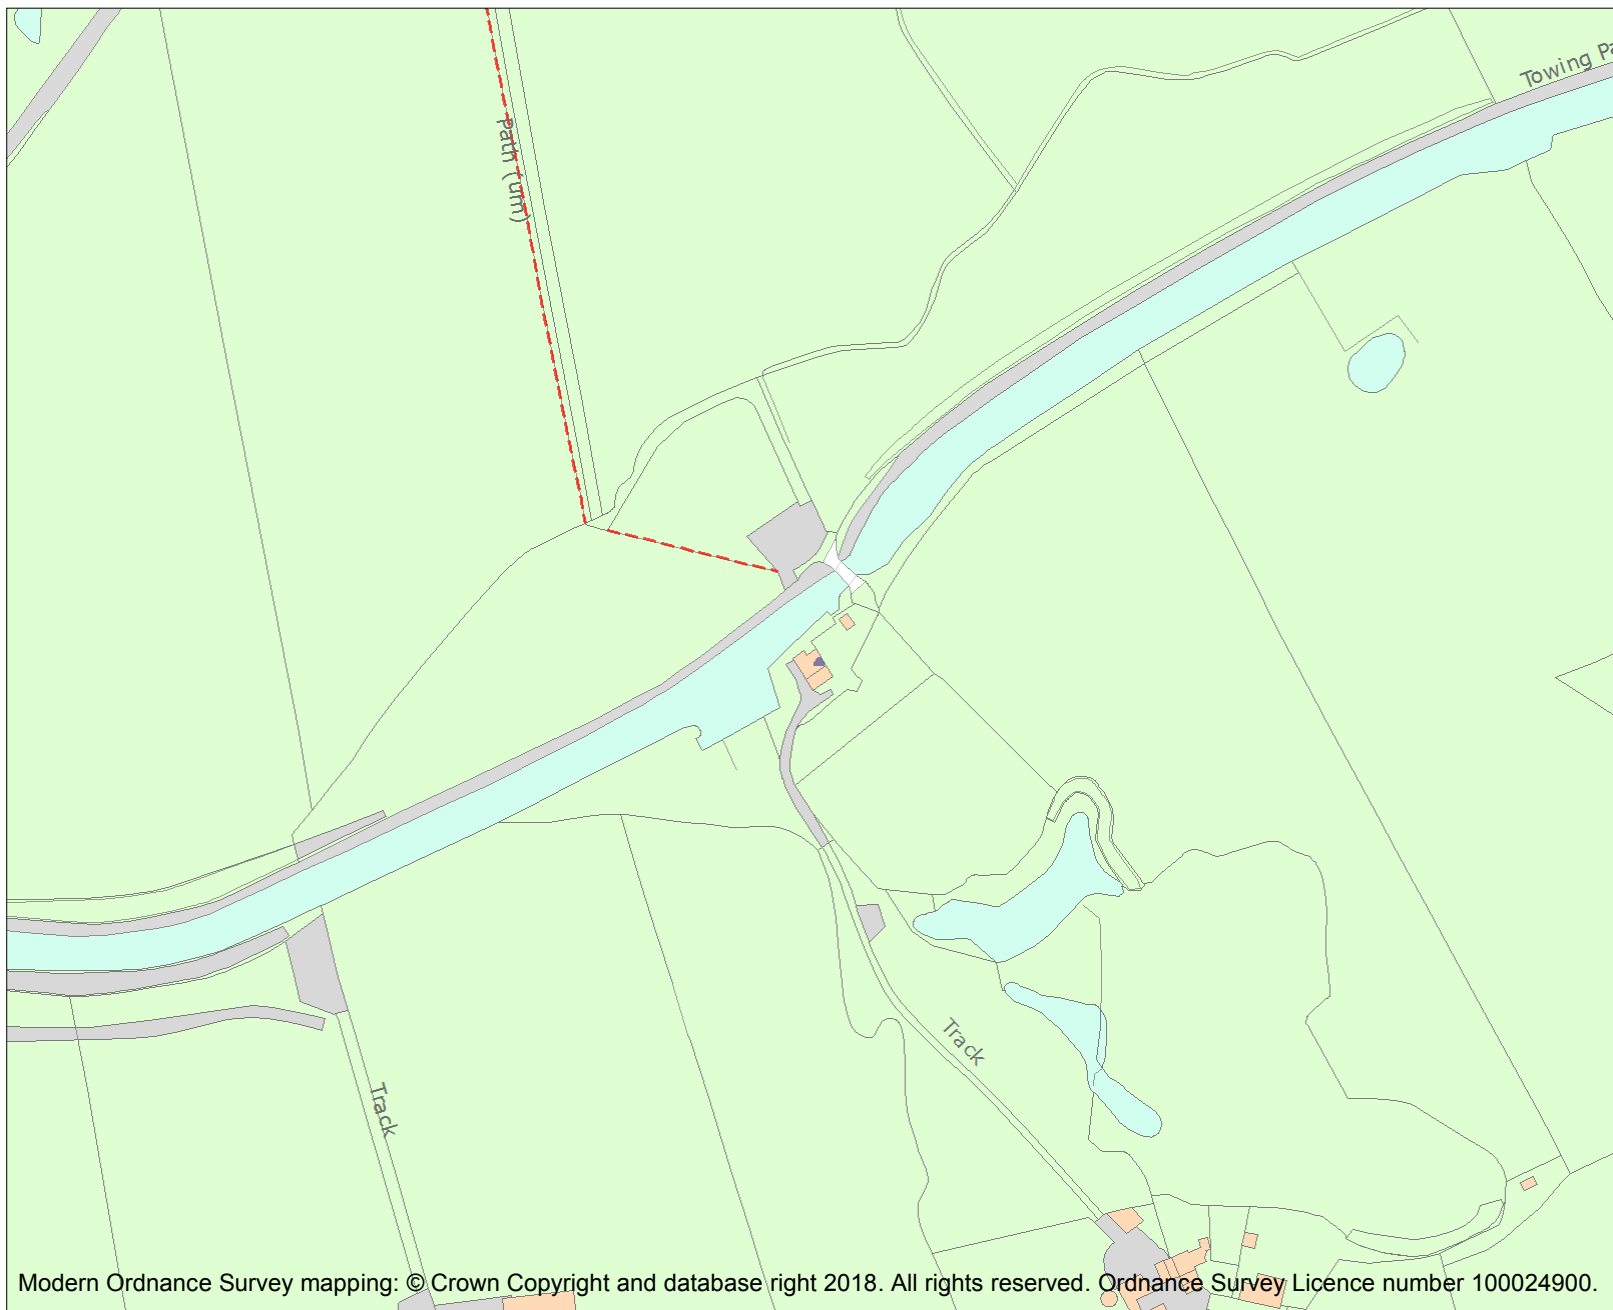 Towing Pa
Path (um)
Track
Track
Modern Ordnance Survey mapping: © Crown Copyright and database right 2018. All rights reserved. Ordnance Survey Licence number 100024900.